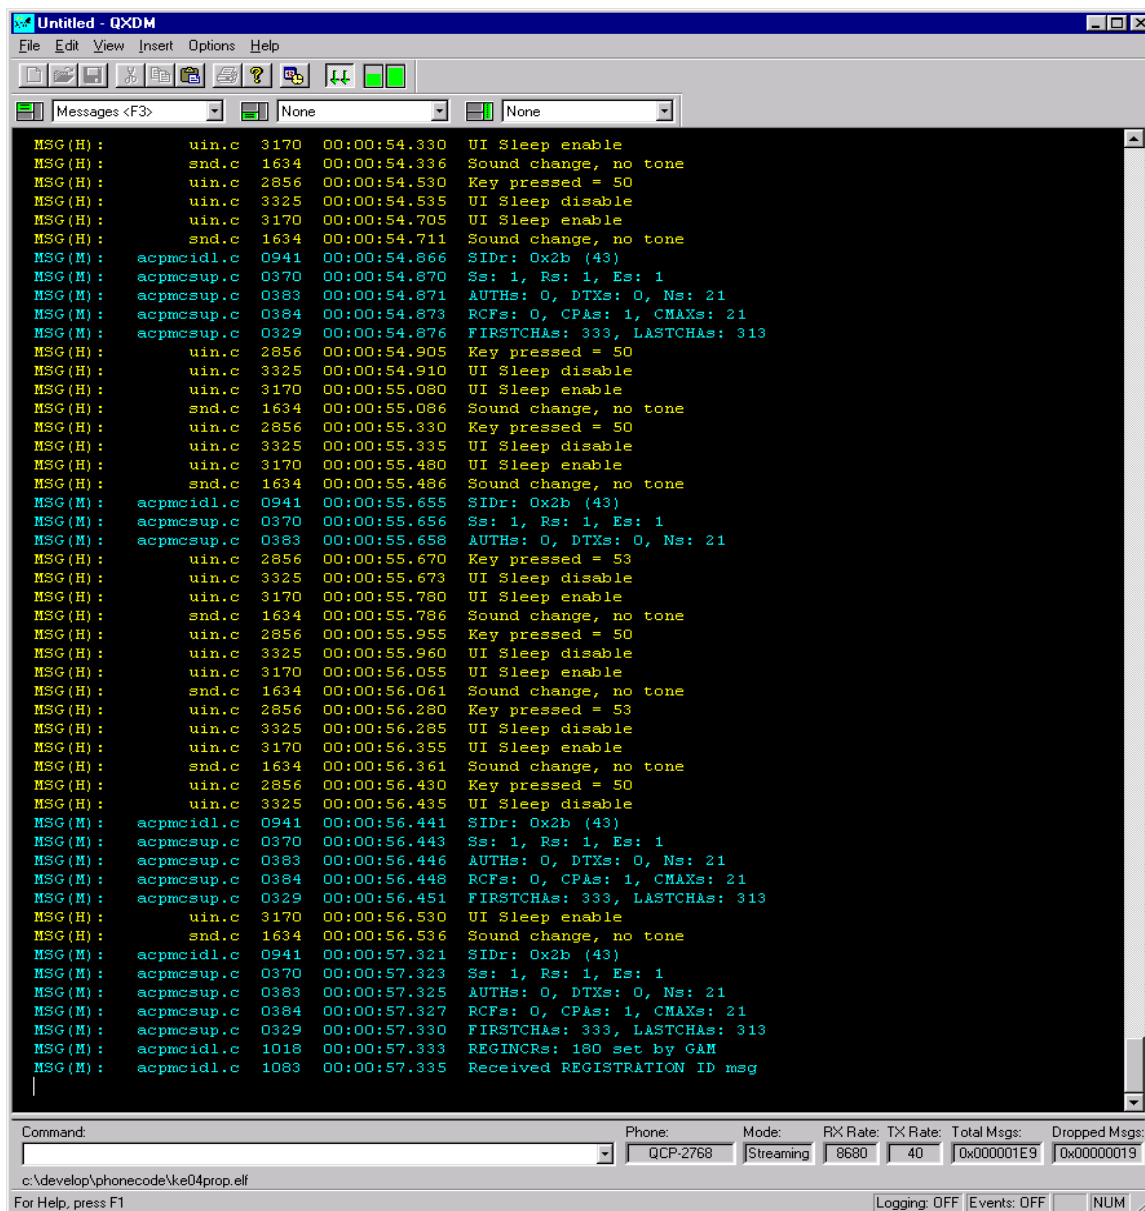 Untitled - QXDM
File Edit View Insert Options Help
Messages <F3> None None
MSG(H): uin.c 3170 00:00:54.330 UI Sleep enable
MSG(H): snd.c 1634 00:00:54.336 Sound change, no tone
MSG(H): uin.c 2856 00:00:54.530 Key pressed = 50
MSG(H): uin.c 3325 00:00:54.535 UI Sleep disable
MSG(H): uin.c 3170 00:00:54.705 UI Sleep enable
MSG(H): snd.c 1634 00:00:54.711 Sound change, no tone
MSG(M): acpmcidl.c 0941 00:00:54.866 SIDr: 0x2b (43)
MSG(M): acpmcsup.c 0370 00:00:54.870 Ss: 1, Rs: 1, Es: 1
MSG(M): acpmcsup.c 0383 00:00:54.871 AUTHs: 0, DTXs: 0, Ns: 21
MSG(M): acpmcsup.c 0384 00:00:54.873 RCFs: 0, CPAs: 1, CMAXs: 21
MSG(M): acpmcsup.c 0329 00:00:54.876 FIRSTCHAs: 333, LASTCHAs: 313
MSG(H): uin.c 2856 00:00:54.905 Key pressed = 50
MSG(H): uin.c 3325 00:00:54.910 UI Sleep disable
MSG(H): uin.c 3170 00:00:55.080 UI Sleep enable
MSG(H): snd.c 1634 00:00:55.086 Sound change, no tone
MSG(H): uin.c 2856 00:00:55.330 Key pressed = 50
MSG(H): uin.c 3325 00:00:55.335 UI Sleep disable
MSG(H): uin.c 3170 00:00:55.480 UI Sleep enable
MSG(H): snd.c 1634 00:00:55.486 Sound change, no tone
MSG(M): acpmcidl.c 0941 00:00:55.655 SIDr: 0x2b (43)
MSG(M): acpmcsup.c 0370 00:00:55.656 Ss: 1, Rs: 1, Es: 1
MSG(M): acpmcsup.c 0383 00:00:55.658 AUTHs: 0, DTXs: 0, Ns: 21
MSG(H): uin.c 2856 00:00:55.670 Key pressed = 53
MSG(H): uin.c 3325 00:00:55.673 UI Sleep disable
MSG(H): uin.c 3170 00:00:55.780 UI Sleep enable
MSG(H): snd.c 1634 00:00:55.786 Sound change, no tone
MSG(H): uin.c 2856 00:00:55.955 Key pressed = 50
MSG(H): uin.c 3325 00:00:55.960 UI Sleep disable
MSG(H): uin.c 3170 00:00:56.055 UI Sleep enable
MSG(H): snd.c 1634 00:00:56.061 Sound change, no tone
MSG(H): uin.c 2856 00:00:56.280 Key pressed = 53
MSG(H): uin.c 3325 00:00:56.285 UI Sleep disable
MSG(H): uin.c 3170 00:00:56.355 UI Sleep enable
MSG(H): snd.c 1634 00:00:56.361 Sound change, no tone
MSG(H): uin.c 2856 00:00:56.430 Key pressed = 50
MSG(H): uin.c 3325 00:00:56.435 UI Sleep disable
MSG(M): acpmcidl.c 0941 00:00:56.441 SIDr: 0x2b (43)
MSG(M): acpmcsup.c 0370 00:00:56.443 Ss: 1, Rs: 1, Es: 1
MSG(M): acpmcsup.c 0383 00:00:56.446 AUTHs: 0, DTXs: 0, Ns: 21
MSG(M): acpmcsup.c 0384 00:00:56.448 RCFs: 0, CPAs: 1, CMAXs: 21
MSG(M): acpmcsup.c 0329 00:00:56.451 FIRSTCHAs: 333, LASTCHAs: 313
MSG(H): uin.c 3170 00:00:56.530 UI Sleep enable
MSG(H): snd.c 1634 00:00:56.536 Sound change, no tone
MSG(M): acpmcidl.c 0941 00:00:57.321 SIDr: 0x2b (43)
MSG(M): acpmcsup.c 0370 00:00:57.323 Ss: 1, Rs: 1, Es: 1
MSG(M): acpmcsup.c 0383 00:00:57.325 AUTHs: 0, DTXs: 0, Ns: 21
MSG(M): acpmcsup.c 0384 00:00:57.327 RCFs: 0, CPAs: 1, CMAXs: 21
MSG(M): acpmcsup.c 0329 00:00:57.330 FIRSTCHAs: 333, LASTCHAs: 313
MSG(M): acpmcidl.c 1018 00:00:57.333 REGINCRs: 180 set by GAM
MSG(M): acpmcidl.c 1083 00:00:57.335 Received REGISTRATION ID msg
Command: Phone: Mode: RX Rate: TX Rate: Total Msgs: Dropped Msgs:
QCP-2768 Streaming 8680 40 0x000001E9 0x00000019
c:\develop\phonecode\ke04prop.elf
For Help, press F1 Logging: OFF Events: OFF NUM